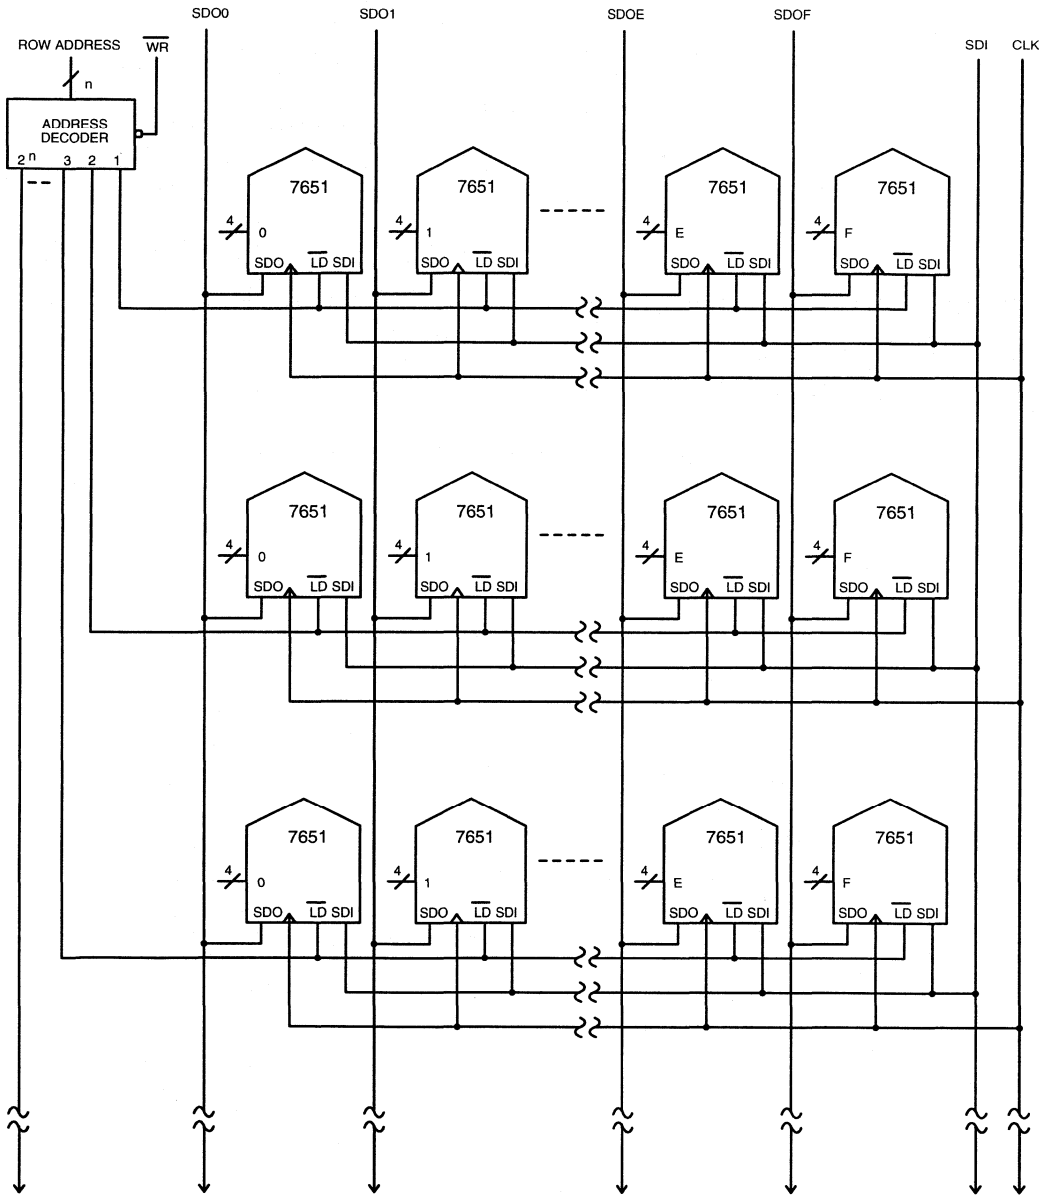 SDO0 SDO1 SDOE SDOF
ROW ADDRESS WR SDI CLK
n
ADDRESS
DECODER
2n 3 2 1
7651 7651 7651 7651
4 0 4 1 4 E 4 F
SDO LD SDI SDO LD SDI SDO LD SDI SDO LD SDI
7651 7651 7651 7651
4 0 4 1 4 E 4 F
SDO LD SDI SDO LD SDI SDO LD SDI SDO LD SDI
7651 7651 7651 7651
4 0 4 1 4 E 4 F
SDO LD SDI SDO LD SDI SDO LD SDI SDO LD SDI